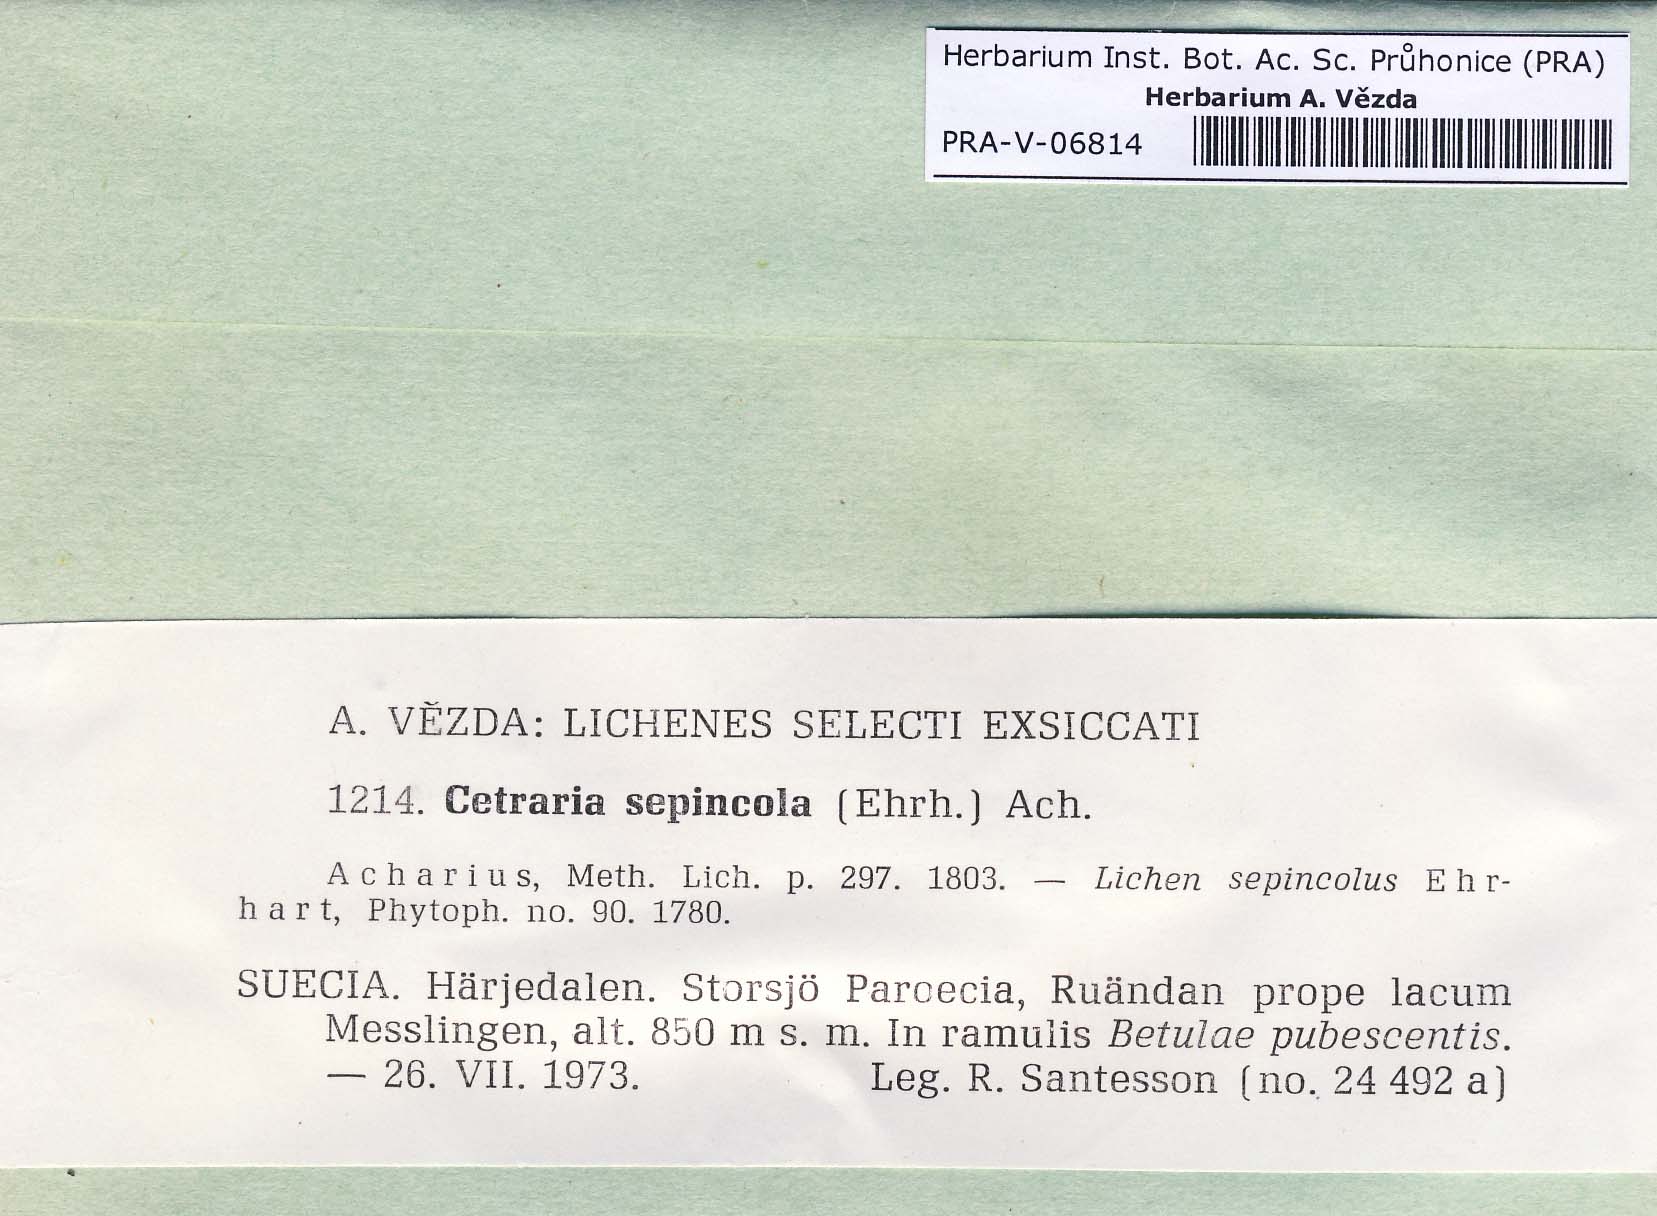 Herbarium Inst. Bot. Ac. Sc. Průhonice (PRA)
Herbarium A. Vězda
PRA-V-06814
A. VĚZDA: LICHENES SELECTI EXSICCATI
1214. Cetraria sepincola (Ehrh.) Ach.
Acharius, Meth. Lich. p. 297. 1803. — Lichen sepincolus Ehr-
hart, Phytoph. no. 90. 1780.
SUECIA. Härjedalen. Storsjö Paroecia, Ruändan prope lacum
Messlingen, alt. 850 m s. m. In ramulis Betulae pubescentis.
— 26. VII. 1973. Leg. R. Santesson (no. 24 492 a)